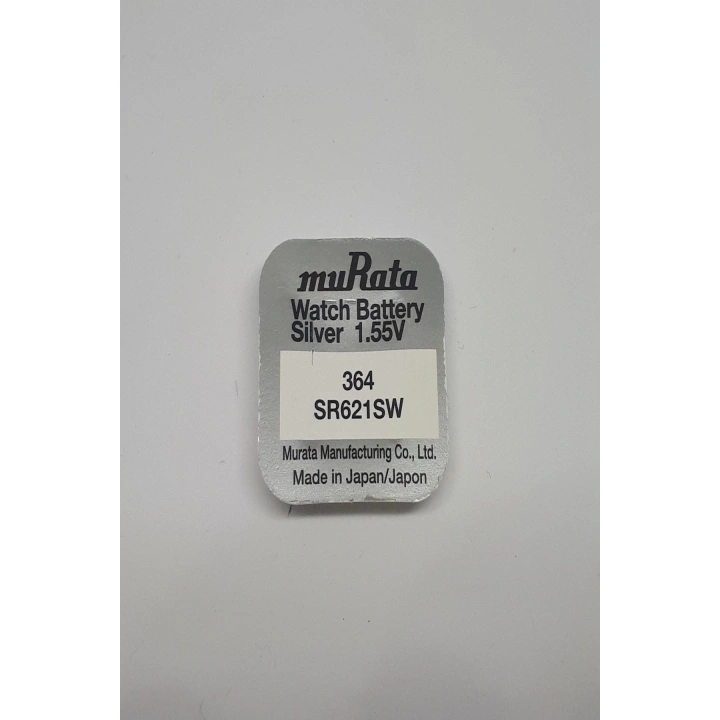 muRata
Watch Battery
Silver 1.55V
364
SR621SW
Murata Manufacturing Co., Ltd.
Made in Japan/Japon